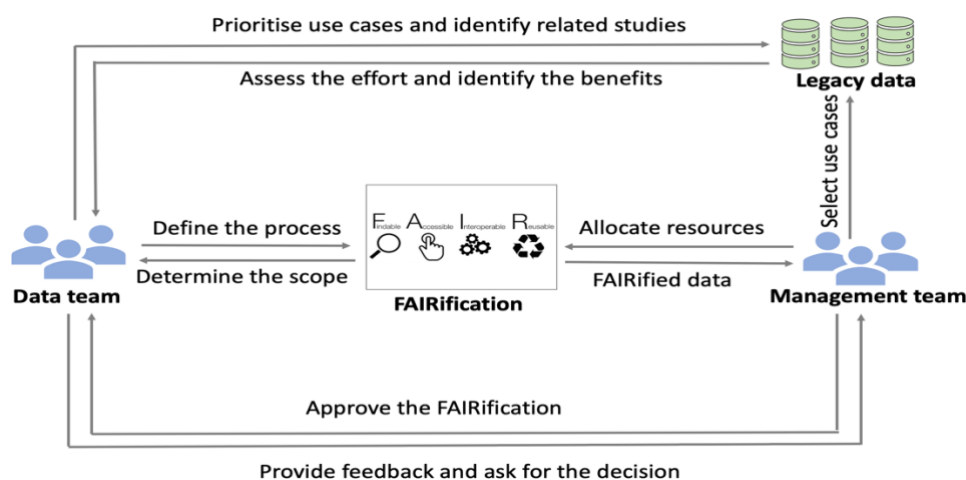 Prioritise use cases and identify related studies
Assess the effort and identify the benefits
Legacy data
Select use cases
Define the process
Determine the scope
Data team
Findable Accessible Interoperable Reusable
FAIRification
Allocate resources
FAIRified data
Management team
Approve the FAIRification
Provide feedback and ask for the decision